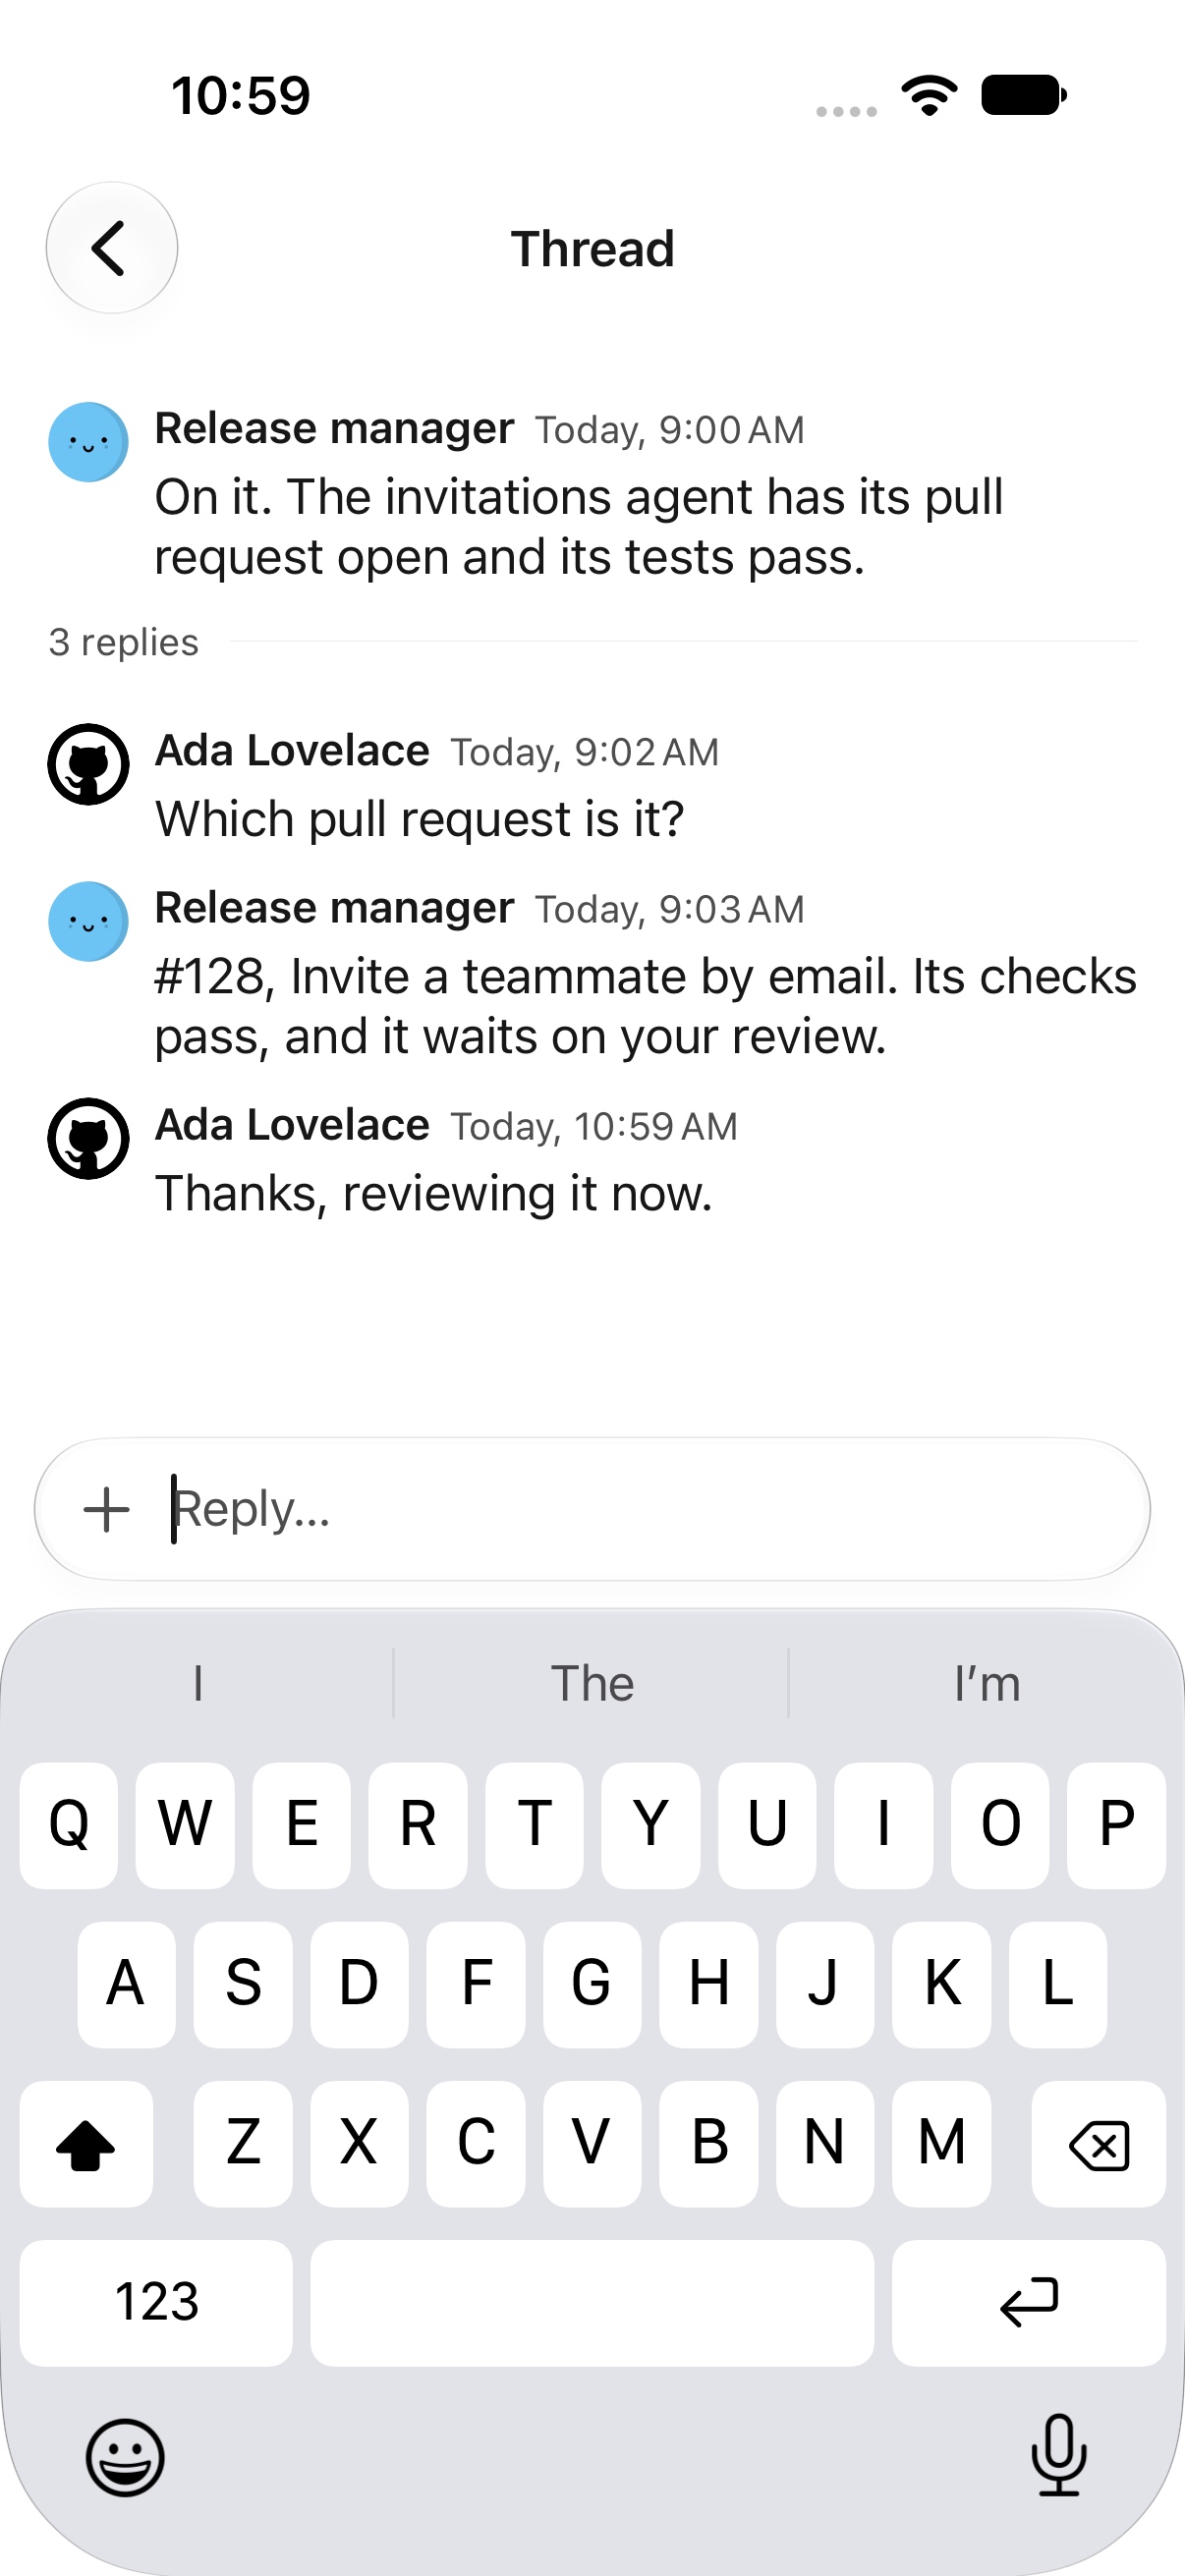 10:59
Thread
Release manager Today, 9:00 AM
On it. The invitations agent has its pull
request open and its tests pass.
3 replies
Ada Lovelace Today, 9:02 AM
Which pull request is it?
Release manager Today, 9:03 AM
#128, Invite a teammate by email. Its checks
pass, and it waits on your review.
Ada Lovelace Today, 10:59 AM
Thanks, reviewing it now.
Reply...
I The I'm
Q W E R T Y U I O P
A S D F G H J K L
Z X C V B N M
123